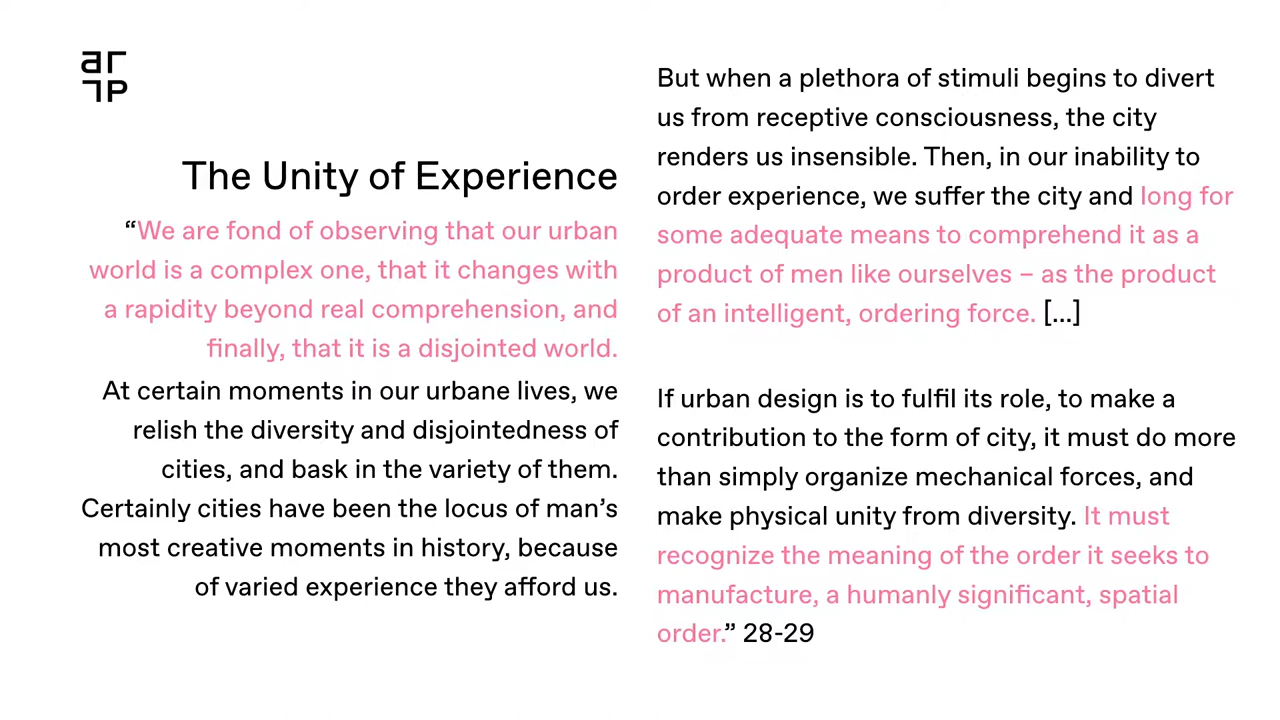 ar
LP
The Unity of Experience
“We are fond of observing that our urban
world is a complex one, that it changes with
a rapidity beyond real comprehension, and
finally, that it is a disjointed world.
At certain moments in our urbane lives, we
relish the diversity and disjointedness of
cities, and bask in the variety of them.
Certainly cities have been the locus of man’s
most creative moments in history, because
of varied experience they afford us.
But when a plethora of stimuli begins to divert
us from receptive consciousness, the city
renders us insensible. Then, in our inability to
order experience, we suffer the city and long for
some adequate means to comprehend it as a
product of men like ourselves – as the product
of an intelligent, ordering force. [...]
If urban design is to fulfil its role, to make a
contribution to the form of city, it must do more
than simply organize mechanical forces, and
make physical unity from diversity. It must
recognize the meaning of the order it seeks to
manufacture, a humanly significant, spatial
order.” 28-29